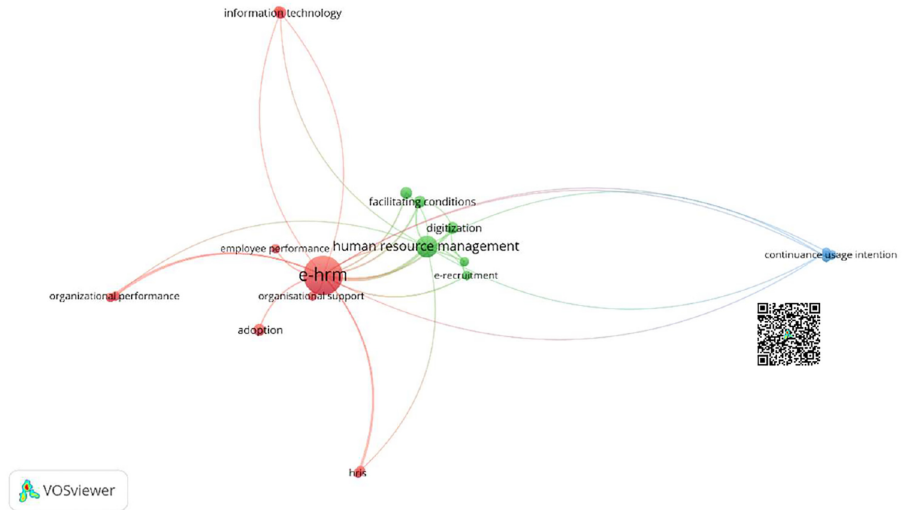 information technology
facilitating conditions
digitization
employee performance
human resource management
continuance usage intention
e-hrm
e-recruitment
organizational performance
organisational support
adoption
hris
VOSviewer